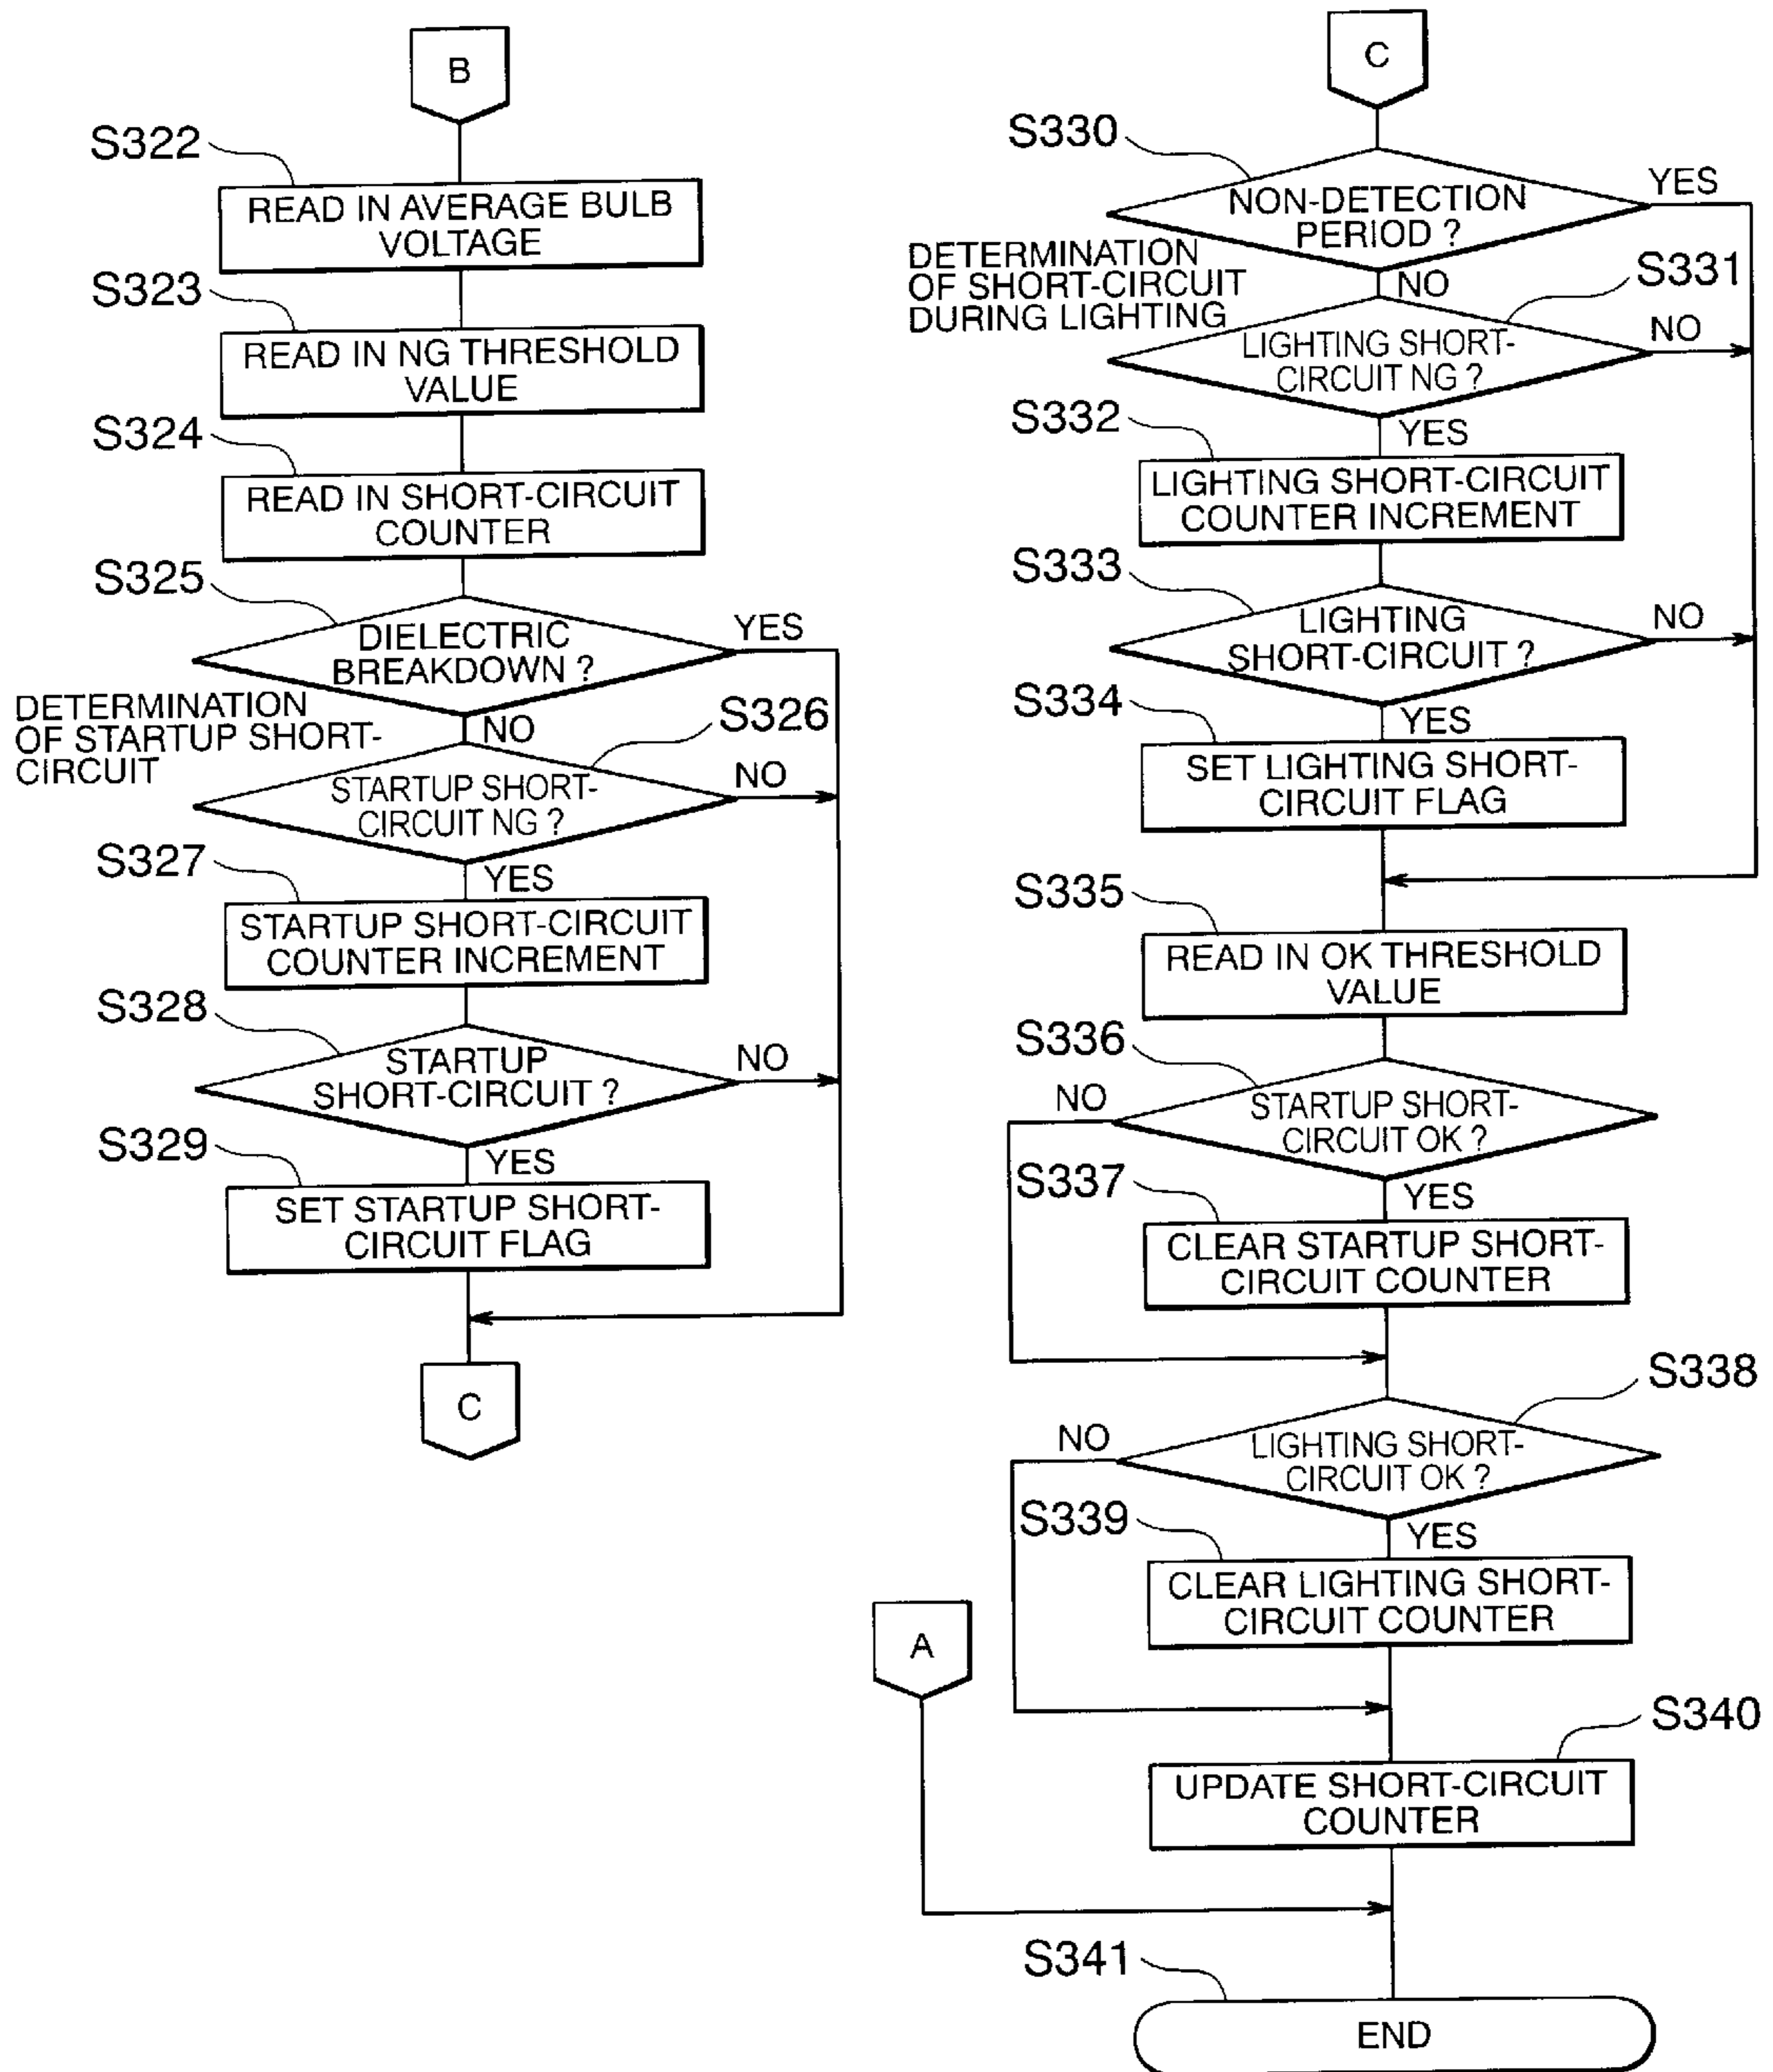 B
S322
READ IN AVERAGE BULB
VOLTAGE
S323
READ IN NG THRESHOLD
VALUE
S324
READ IN SHORT-CIRCUIT
COUNTER
S325
DIELECTRIC
BREAKDOWN ?
YES
DETERMINATION
OF STARTUP SHORT-
CIRCUIT
NO
S326
STARTUP SHORT-
CIRCUIT NG ?
NO
S327
YES
STARTUP SHORT-CIRCUIT
COUNTER INCREMENT
S328
STARTUP
SHORT-CIRCUIT ?
NO
S329
YES
SET STARTUP SHORT-
CIRCUIT FLAG
C
C
S330
NON-DETECTION
PERIOD ?
YES
DETERMINATION
OF SHORT-CIRCUIT
DURING LIGHTING
NO
S331
LIGHTING SHORT-
CIRCUIT NG ?
NO
S332
YES
LIGHTING SHORT-CIRCUIT
COUNTER INCREMENT
S333
LIGHTING
SHORT-CIRCUIT ?
NO
S334
YES
SET LIGHTING SHORT-
CIRCUIT FLAG
S335
READ IN OK THRESHOLD
VALUE
S336
NO
STARTUP SHORT-
CIRCUIT OK ?
S337
YES
CLEAR STARTUP SHORT-
CIRCUIT COUNTER
S338
NO
LIGHTING SHORT-
CIRCUIT OK ?
S339
YES
CLEAR LIGHTING SHORT-
CIRCUIT COUNTER
A
S340
UPDATE SHORT-CIRCUIT
COUNTER
S341
END